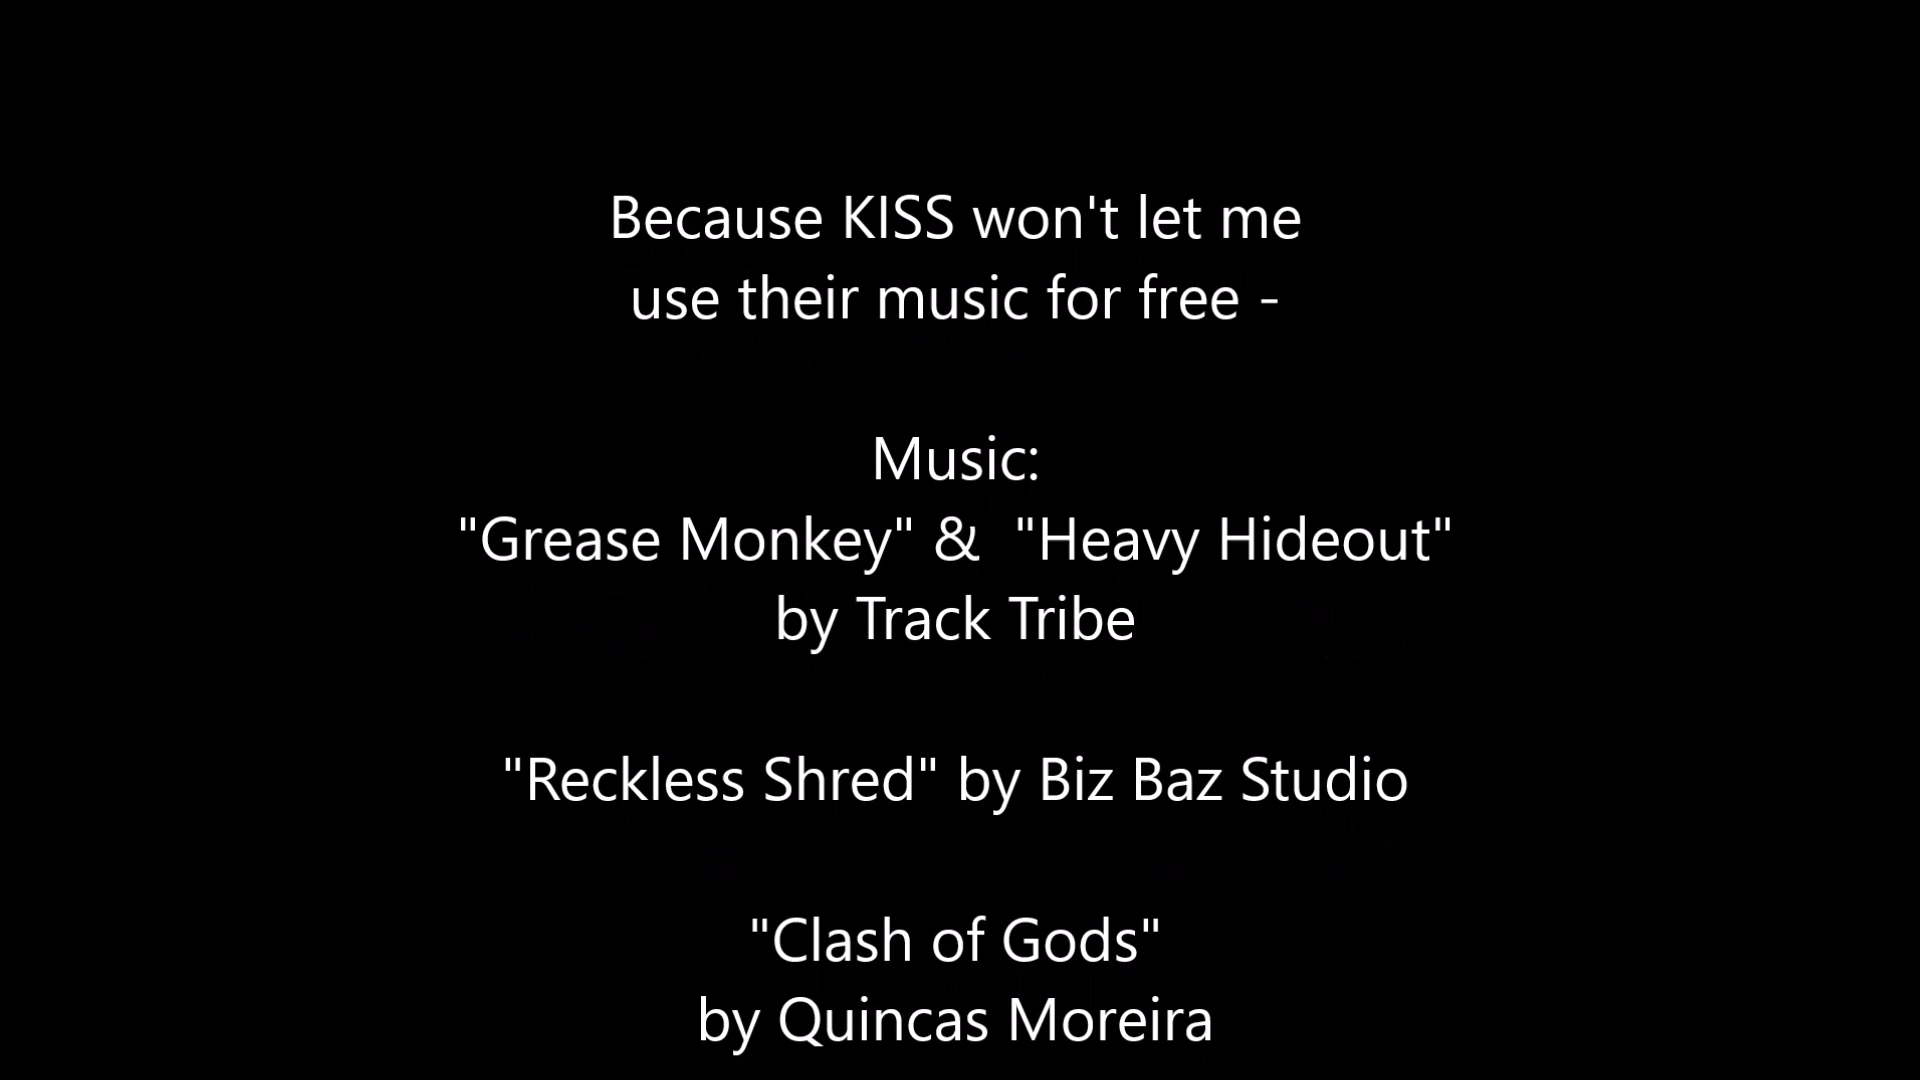 Because KISS won't let me
use their music for free -
Music:
"Grease Monkey" &  "Heavy Hideout"
by Track Tribe
"Reckless Shred" by Biz Baz Studio
"Clash of Gods"
by Quincas Moreira